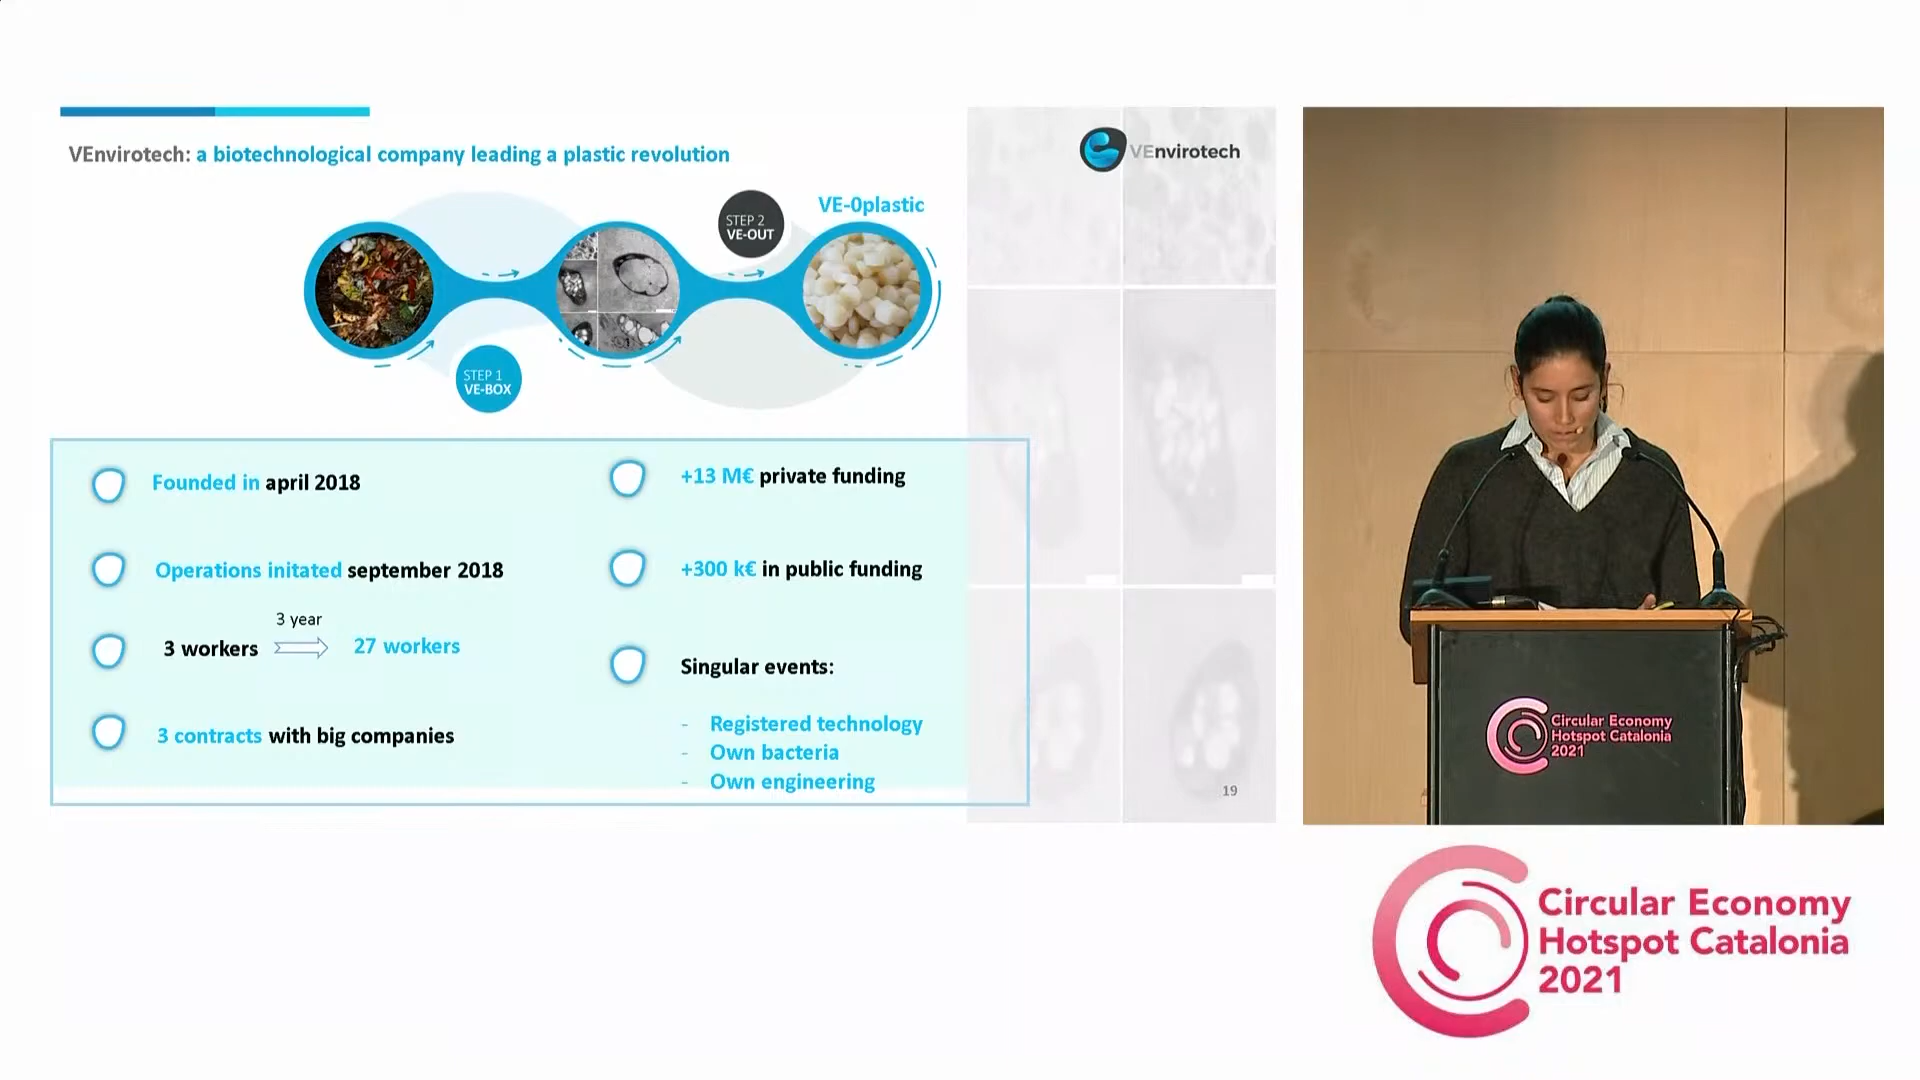 VEnvirotech: a biotechnological company leading a plastic revolution
VEnvirotech
VE-0plastic
STEP 2
VE-OUT
STEP 1
VE-BOX
Founded in april 2018
Operations initated september 2018
3 year
3 workers 27 workers
3 contracts with big companies
+13 M€ private funding
+300 k€ in public funding
Singular events:
- Registered technology
- Own bacteria
- Own engineering
19
Circular Economy
Hotspot Catalonia
2021
Circular Economy
Hotspot Catalonia
2021